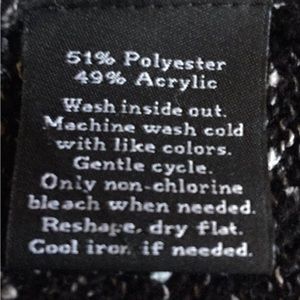 51% Polyester
49% Acrylic
Wash inside out.
Machine wash cold
with like colors.
Gentle cycle.
Only non-chlorine
bleach when needed.
Reshape, dry flat.
Cool iron if needed.